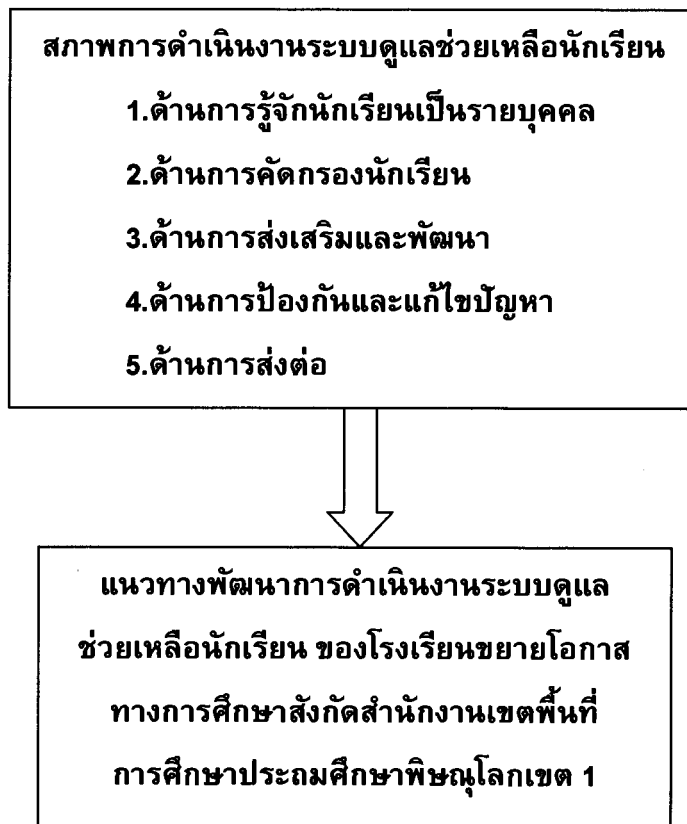 สภาพการดำเนินงานระบบดูแลช่วยเหลือนักเรียน
1.ด้านการรู้จักนักเรียนเป็นรายบุคคล
2.ด้านการคัดกรองนักเรียน
3.ด้านการส่งเสริมและพัฒนา
4.ด้านการป้องกันและแก้ไขปัญหา
5.ด้านการส่งต่อ
แนวทางพัฒนาการดำเนินงานระบบดูแล
ช่วยเหลือนักเรียน ของโรงเรียนขยายโอกาส
ทางการศึกษาสังกัดสำนักงานเขตพื้นที่
การศึกษาประถมศึกษาพิษณุโลกเขต 1